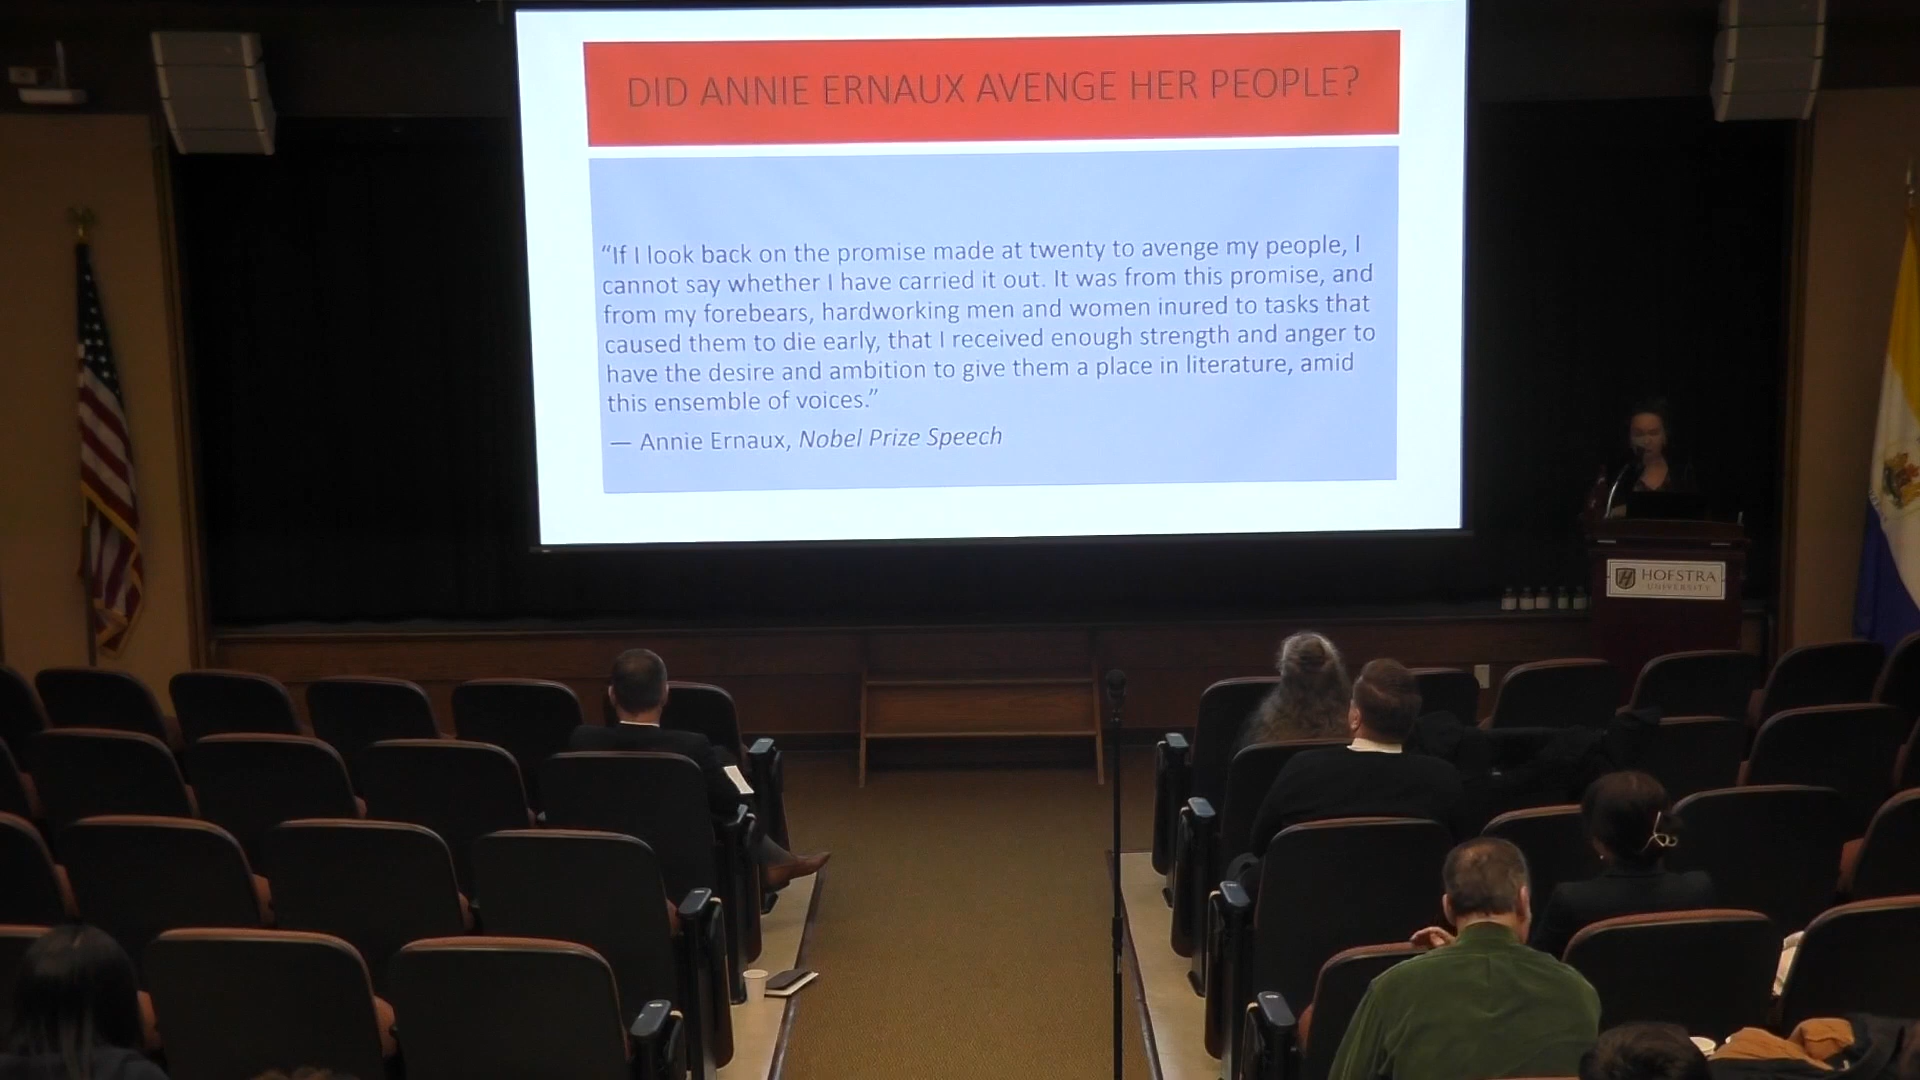 DID ANNIE ERNAUX AVENGE HER PEOPLE?
“If I look back on the promise made at twenty to avenge my people, I
cannot say whether I have carried it out. It was from this promise, and
from my forebears, hardworking men and women inured to tasks that
caused them to die early, that I received enough strength and anger to
have the desire and ambition to give them a place in literature, amid
this ensemble of voices.”
— Annie Ernaux, Nobel Prize Speech
HOFSTRA
UNIVERSITY